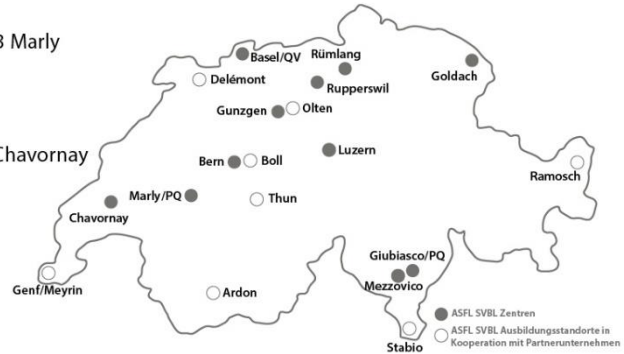 3 Marly
Basel/QV
Rümlang
Delémont
Goldach
Rupperswil
Gunzgen
Olten
Chavornay
Luzern
Bern
Boll
Ramosch
Marly/PQ
Thun
Chavornay
Giubiasco/PQ
Genf/Meyrin
Mezzovico
Ardon
ASFL SVBL Zentren
ASFL SVBL Ausbildungsstandorte in
Kooperation mit Partnerunternehmen
Stabio